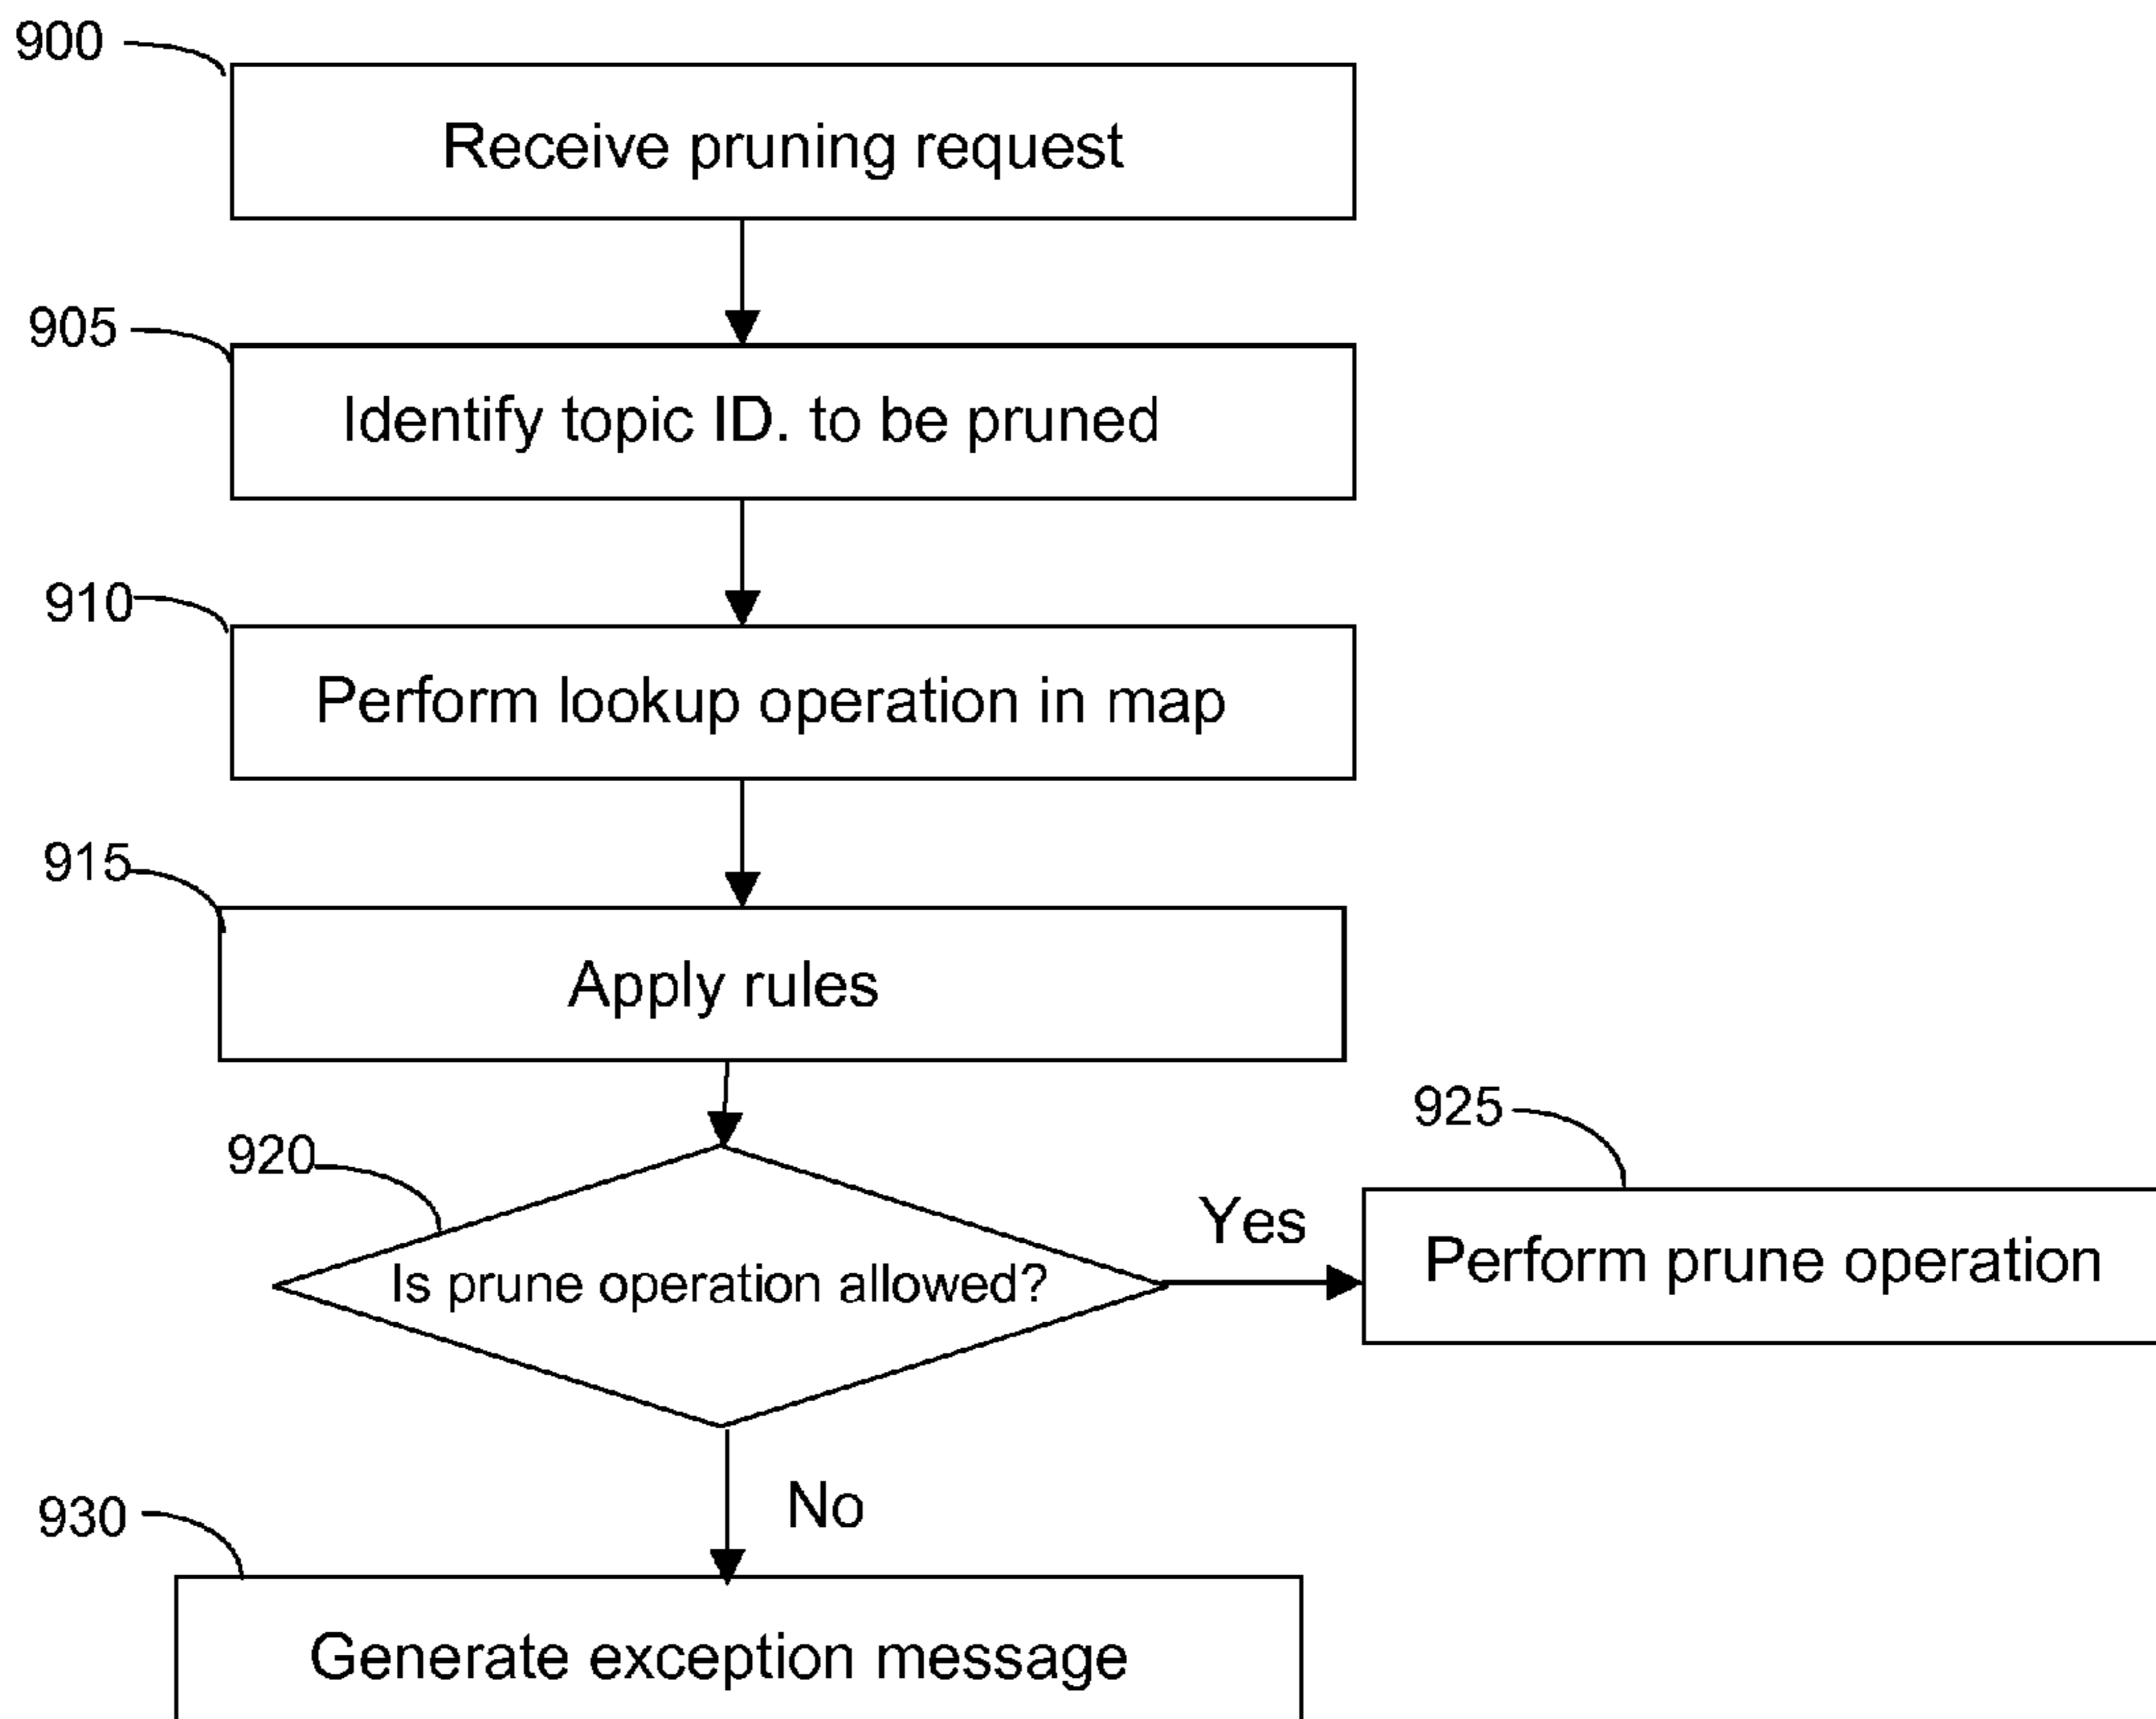 900
Receive pruning request
905
Identify topic ID. to be pruned
910
Perform lookup operation in map
915
Apply rules
925
920
Yes
Is prune operation allowed?
Perform prune operation
No
930
Generate exception message